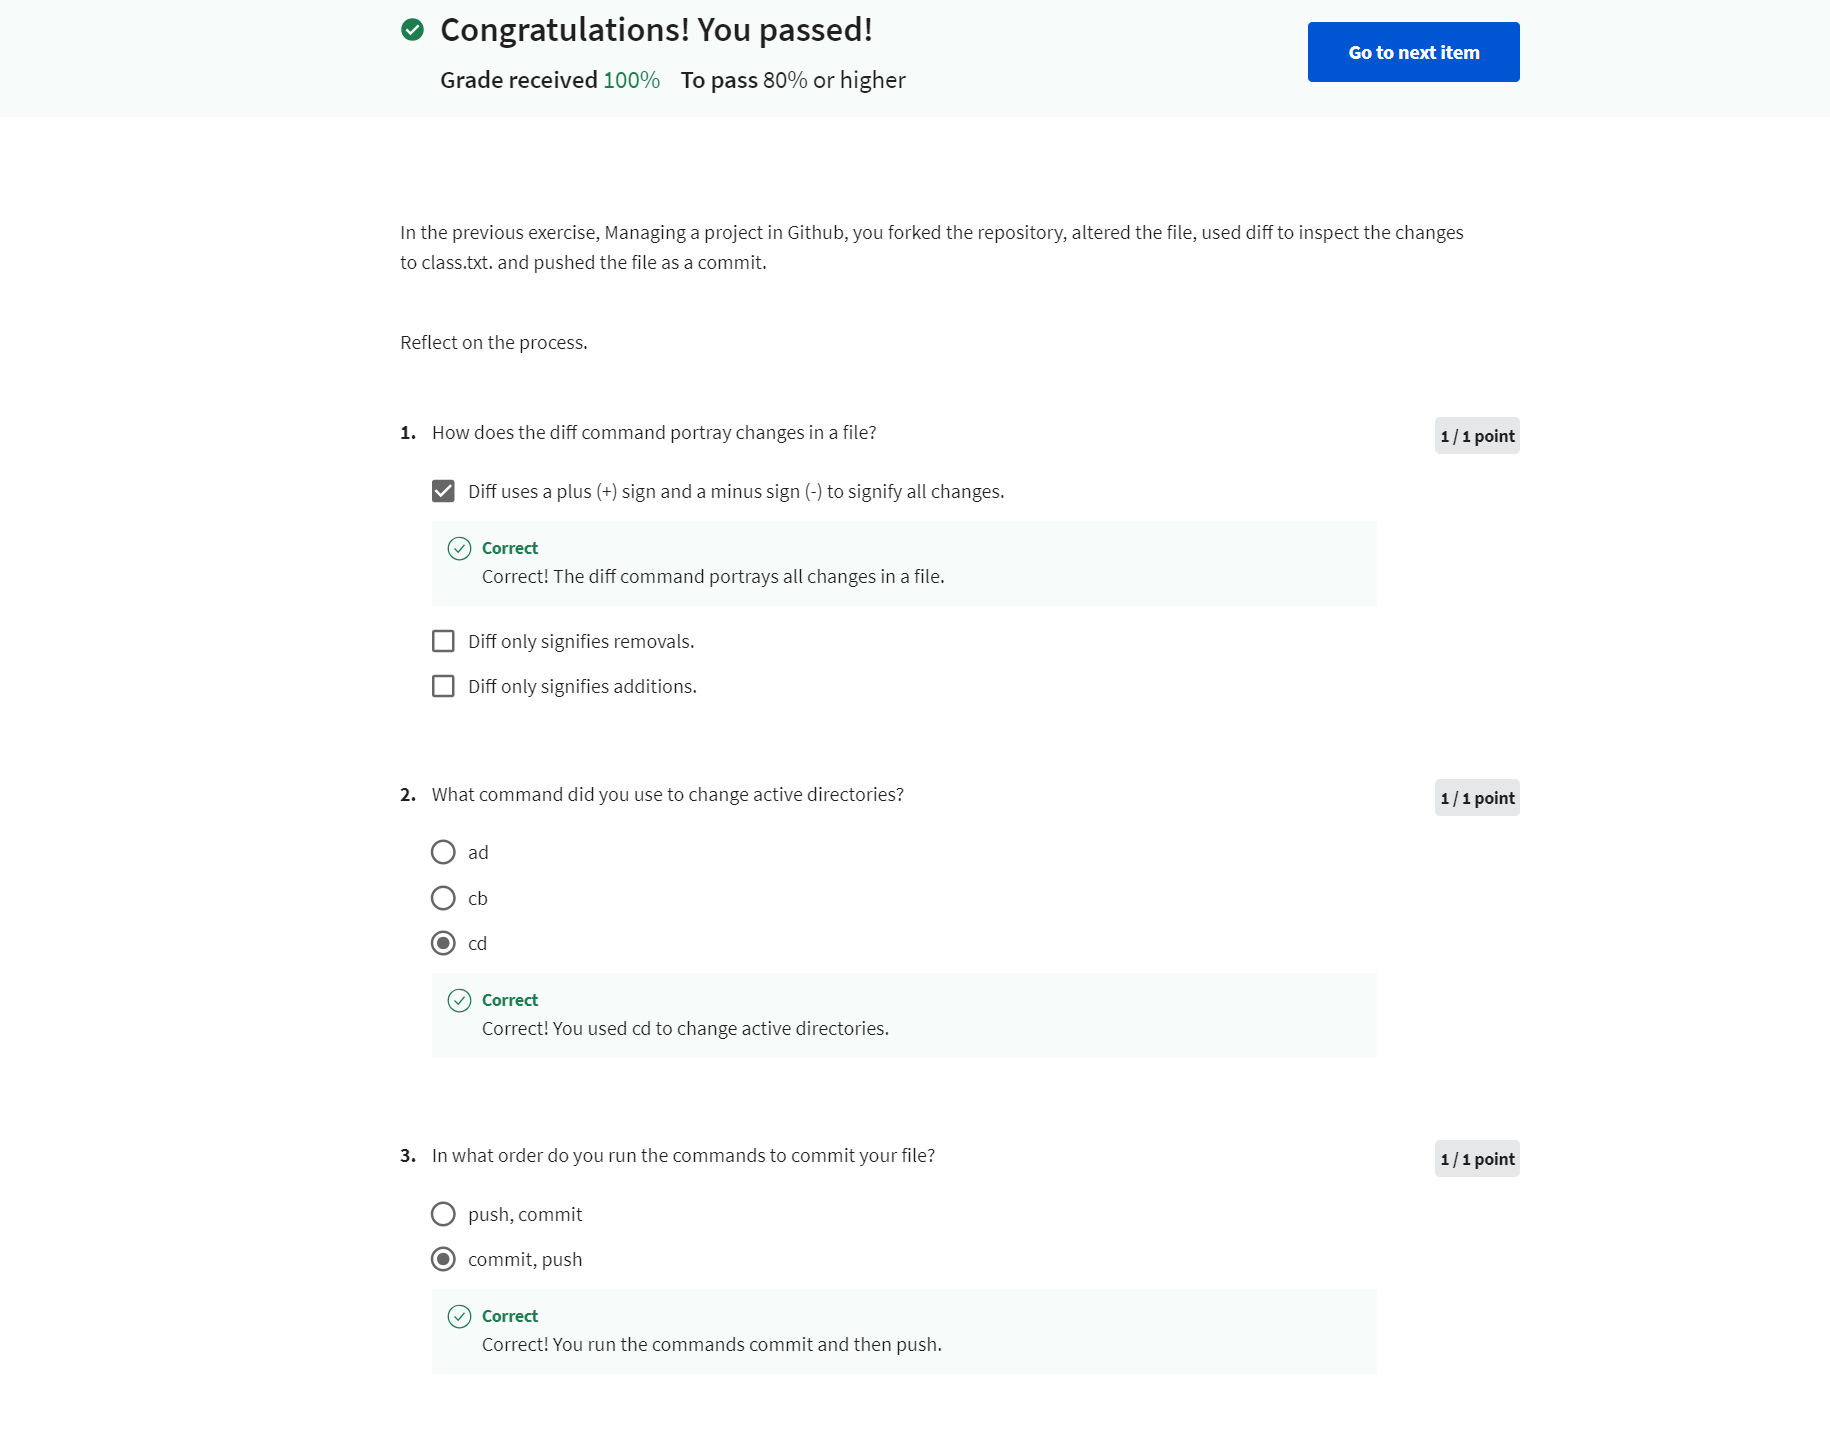 Congratulations! You passed!
Go to next item
Grade received 100% To pass 80% or higher
In the previous exercise, Managing a project in Github, you forked the repository, altered the file, used diff to inspect the changes
to class.txt. and pushed the file as a commit.
Reflect on the process.
1. How does the diff command portray changes in a file?
1 / 1 point
Diff uses a plus (+) sign and a minus sign (-) to signify all changes.
Correct
Correct! The diff command portrays all changes in a file.
Diff only signifies removals.
Diff only signifies additions.
2. What command did you use to change active directories?
1 / 1 point
ad
cb
cd
Correct
Correct! You used cd to change active directories.
3. In what order do you run the commands to commit your file?
1 / 1 point
push, commit
commit, push
Correct
Correct! You run the commands commit and then push.